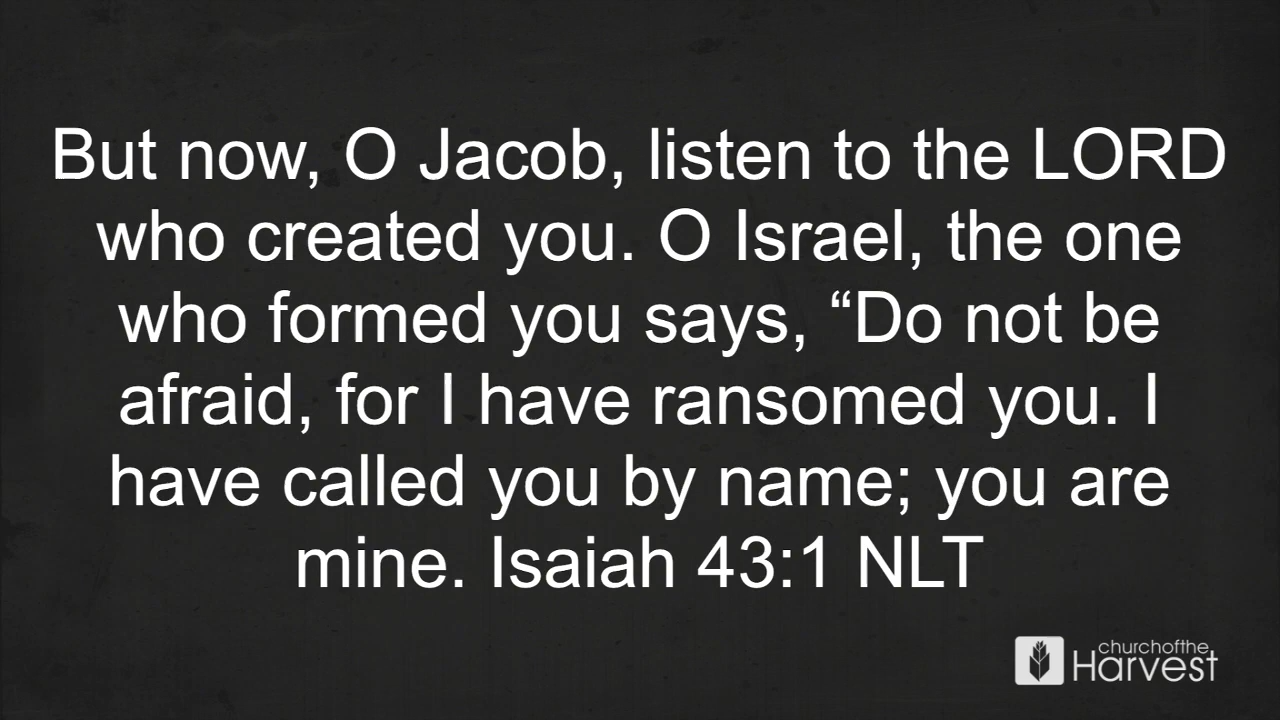 But now, O Jacob, listen to the LORD
who created you. O Israel, the one
who formed you says, “Do not be
afraid, for I have ransomed you. I
have called you by name; you are
mine. Isaiah 43:1 NLT
churchofthe
Harvest